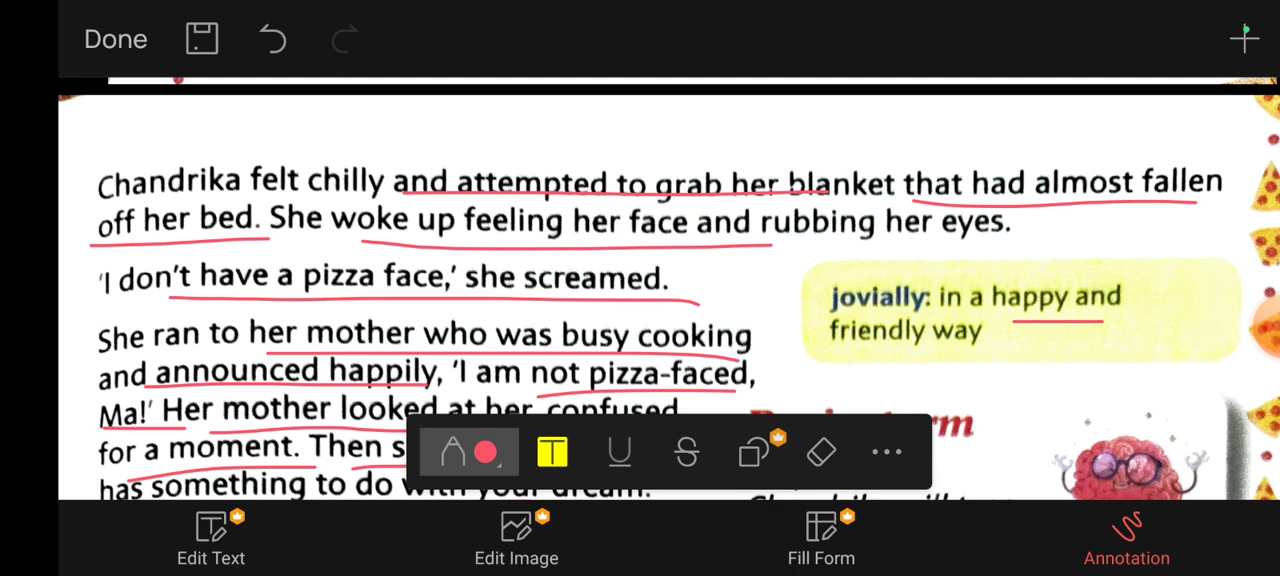 Done
Chandrika felt chilly and attempted to grab her blanket that had almost fallen
off her bed. She woke up feeling her face and rubbing her eyes.
'I don't have a pizza face,' she screamed.
jovially: in a happy and
friendly way
She ran to her mother who was busy cooking
and announced happily, 'I am not pizza-faced,
Ma!' Her mother looked at her, confused
for a moment. Then s
has something to do with your dream.
Edit Text
Edit Image
Fill Form
Annotation